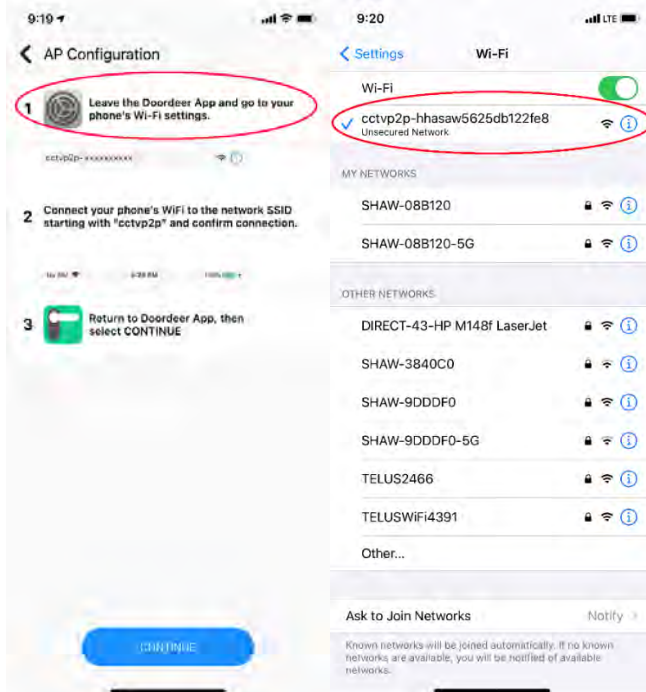 9:19
AP Configuration
1
Leave the Doordeer App and go to your
phone's Wi-Fi settings.
cctvp2p-xxxxxxxxxx
2
Connect your phone's WiFi to the network SSID
starting with "cctvp2p" and confirm connection.
3
Return to Doordeer App, then
select CONTINUE
CONTINUE
9:20
LTE
Settings
Wi-Fi
Wi-Fi
cctvp2p-hhasaw5625db122fe8
Unsecured Network
MY NETWORKS
SHAW-08B120
SHAW-08B120-5G
OTHER NETWORKS
DIRECT-43-HP M148f LaserJet
SHAW-3840C0
SHAW-9DDDF0
SHAW-9DDDF0-5G
TELUS2466
TELUSWiFi4391
Other...
Ask to Join Networks
Notify
Known networks will be joined automatically. If no known
networks are available, you will be notified of available
networks.